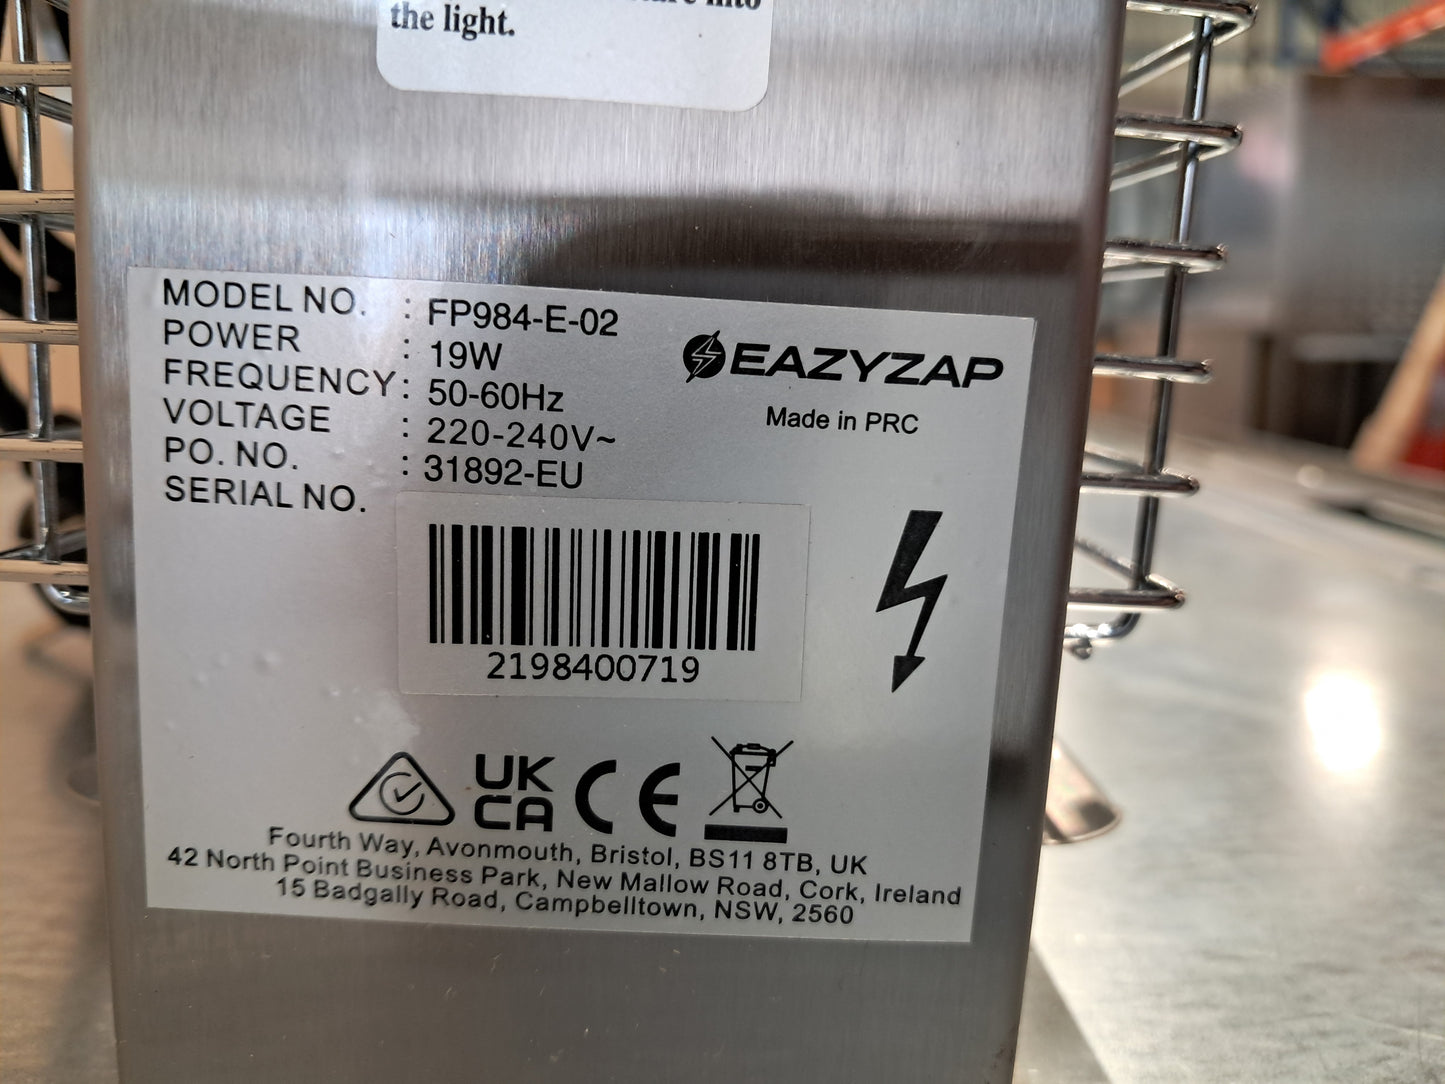 the light.
MODEL NO. : FP984-E-02
POWER : 19W
FREQUENCY : 50-60Hz
VOLTAGE : 220-240V~
PO. NO. : 31892-EU
SERIAL NO.
EAZYZAP
Made in PRC
2198400719
UK
CA
CE
Fourth Way, Avonmouth, Bristol, BS11 8TB, UK
42 North Point Business Park, New Mallow Road, Cork, Ireland
15 Badgally Road, Campbelltown, NSW, 2560